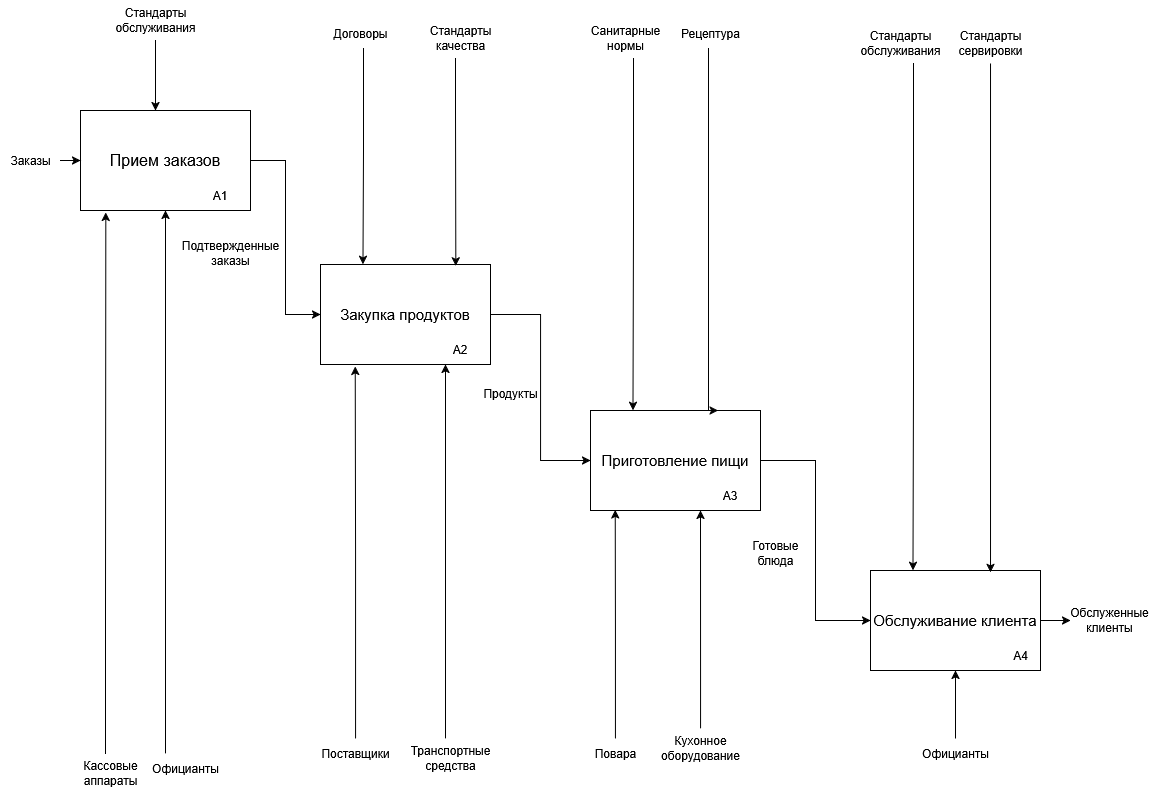 Стандарты
обслуживания
Договоры
Стандарты
качества
Санитарные
нормы
Рецептура
Стандарты
обслуживания
Стандарты
сервировки
Заказы
Прием заказов
A1
Подтвержденные
заказы
Закупка продуктов
A2
Продукты
Приготовление пищи
A3
Готовые
блюда
Обслуживание клиента
A4
Обслуженные
клиенты
Кассовые
аппараты
Официанты
Поставщики
Транспортные
средства
Повара
Кухонное
оборудование
Официанты